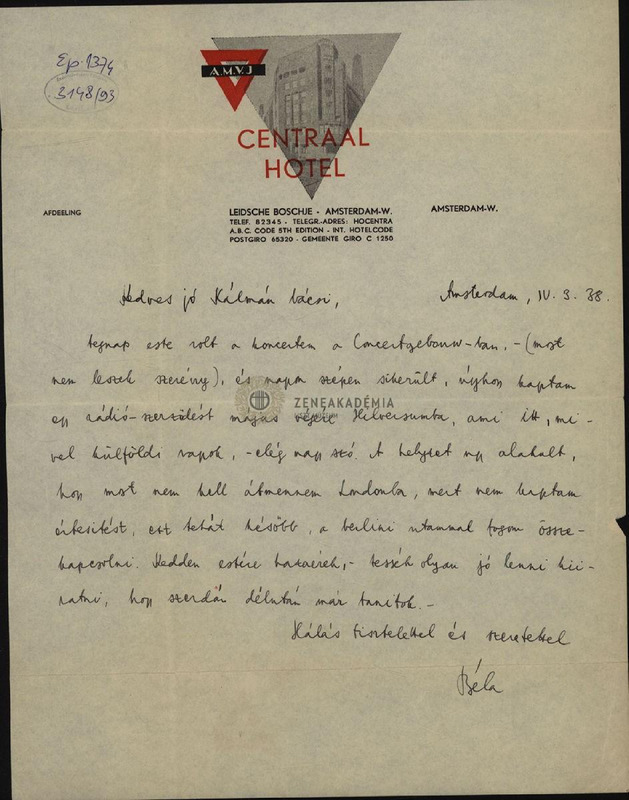 Ep. 1374
3148/93
A.M.V.J
CENTRAAL
HOTEL
AFDEELING
LEIDSCHE BOSCHJE - AMSTERDAM-W.
AMSTERDAM-W.
TELEF. 82345 - TELEGR.-ADRES: HOCENTRA
A.B.C. CODE 5TH EDITION - INT. HOTELCODE
POSTGIRO 65320 - GEMEENTE GIRO C 1250
Kedves jó Kálmán bácsi,
Amsterdam, IV. 3. 38.
tegnap este volt a koncertem a Concertgebouw-ban, - (most
nem leszek szerény), és nagyon szépen sikerült, úgyhogy kaptam
egy rádió-szerződést május végére Hilversumba, ami itt, mi-
vel külföldi vagyok, - elég nagy szó. A helyzet úgy alakult,
hogy most nem kell átmennem Londonba, mert nem kaptam
értesítést, ezt tehát később, a berlini utammal fogom össze-
kapcsolni. Kedden estére hazaérek, - tessék olyan jó lenni kii-
ratni, hogy szerdán délután már tanítok. -
Hálás tisztelettel és szeretettel
Béla
ZENEAKADÉMIA